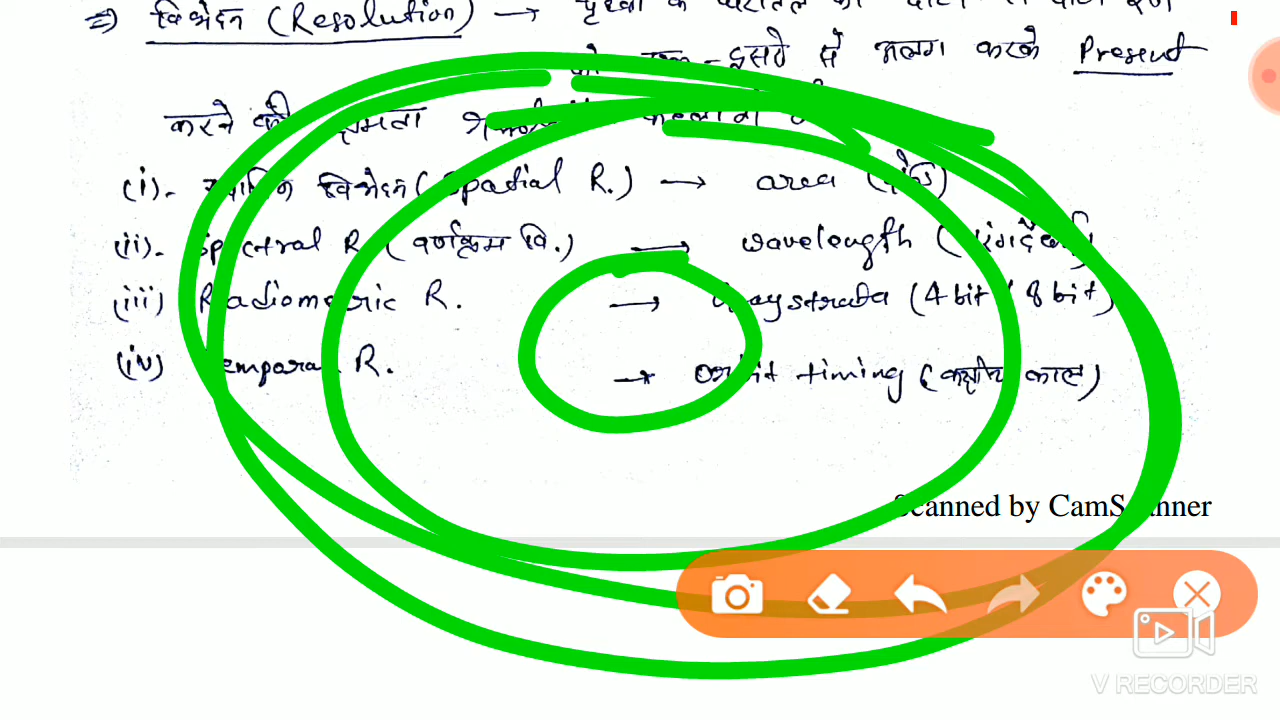 ⇒ विभेदन (Resolution) → पृथ्वी के धरातल
एक-दूसरे से अलग करके Present
करने की क्षमता
(i). स्थानिक विभेदन (Spatial R.) → area
(ii). Spectral R. (वर्णक्रम वि.) → wavelength
(iii) Radiometric R. → (4 bit / 8 bit)
(iv) Temporal R. → orbit timing (कक्षीय काल)
Scanned by CamScanner
V RECORDER